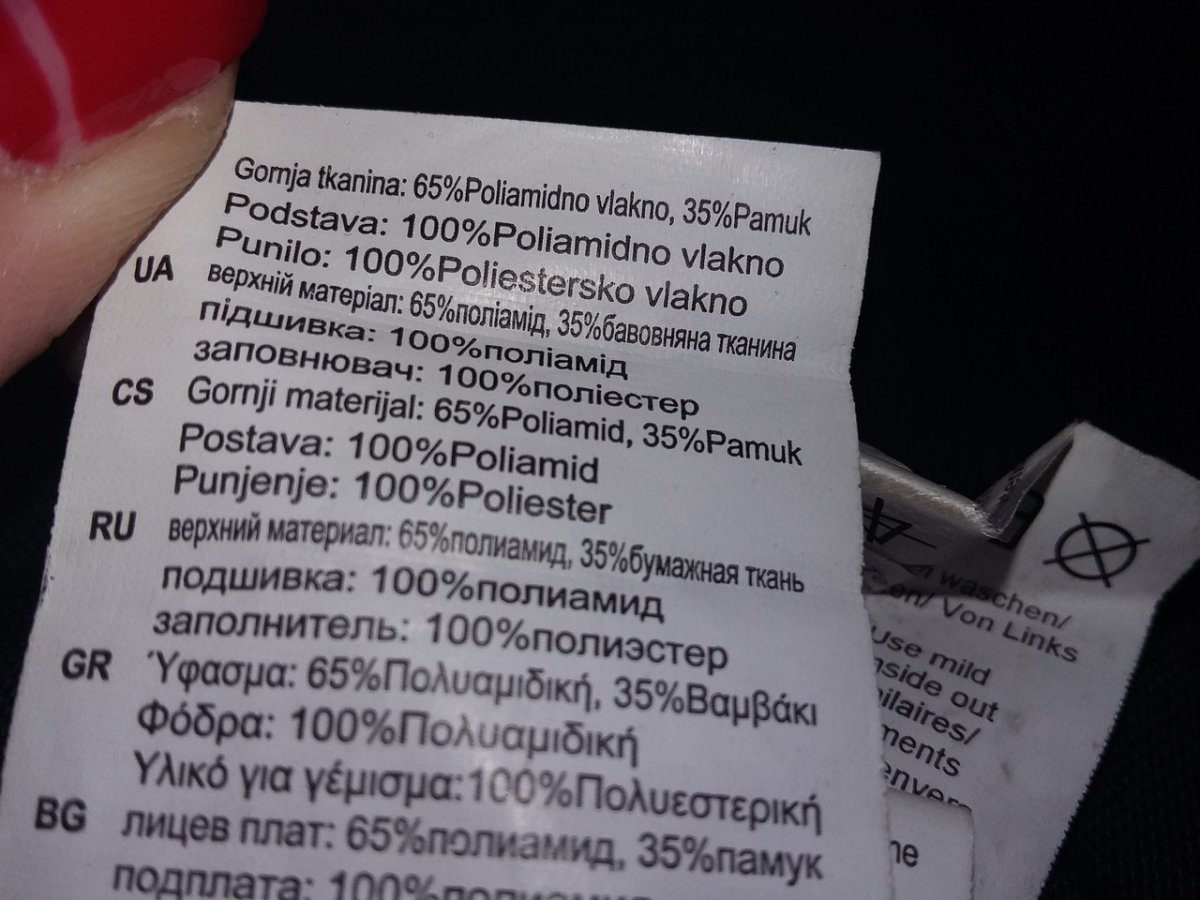 Gornja tkanina: 65%Poliamidno vlakno, 35%Pamuk
Podstava: 100%Poliamidno vlakno
Punilo: 100%Poliestersko vlakno
UA верхній матеріал: 65%поліамід, 35%бавовняна тканина
підшивка: 100%поліамід
заповнювач: 100%поліестер
CS Gornji materijal: 65%Poliamid, 35%Pamuk
Postava: 100%Poliamid
Punjenje: 100%Poliester
RU верхний материал: 65%полиамид, 35%бумажная ткань
подшивка: 100%полиамид
заполнитель: 100%полиэстер
GR Ύφασμα: 65%Πολυαμιδική, 35%Βαμβάκι
Φόδρα: 100%Πολυαμιδική
Υλικό για γέμισμα:100%Πολυεστερική
BG лицев плат: 65%полиамид, 35%памук
подплата: 100%полиамид
waschen/
Von Links
Use mild
inside out